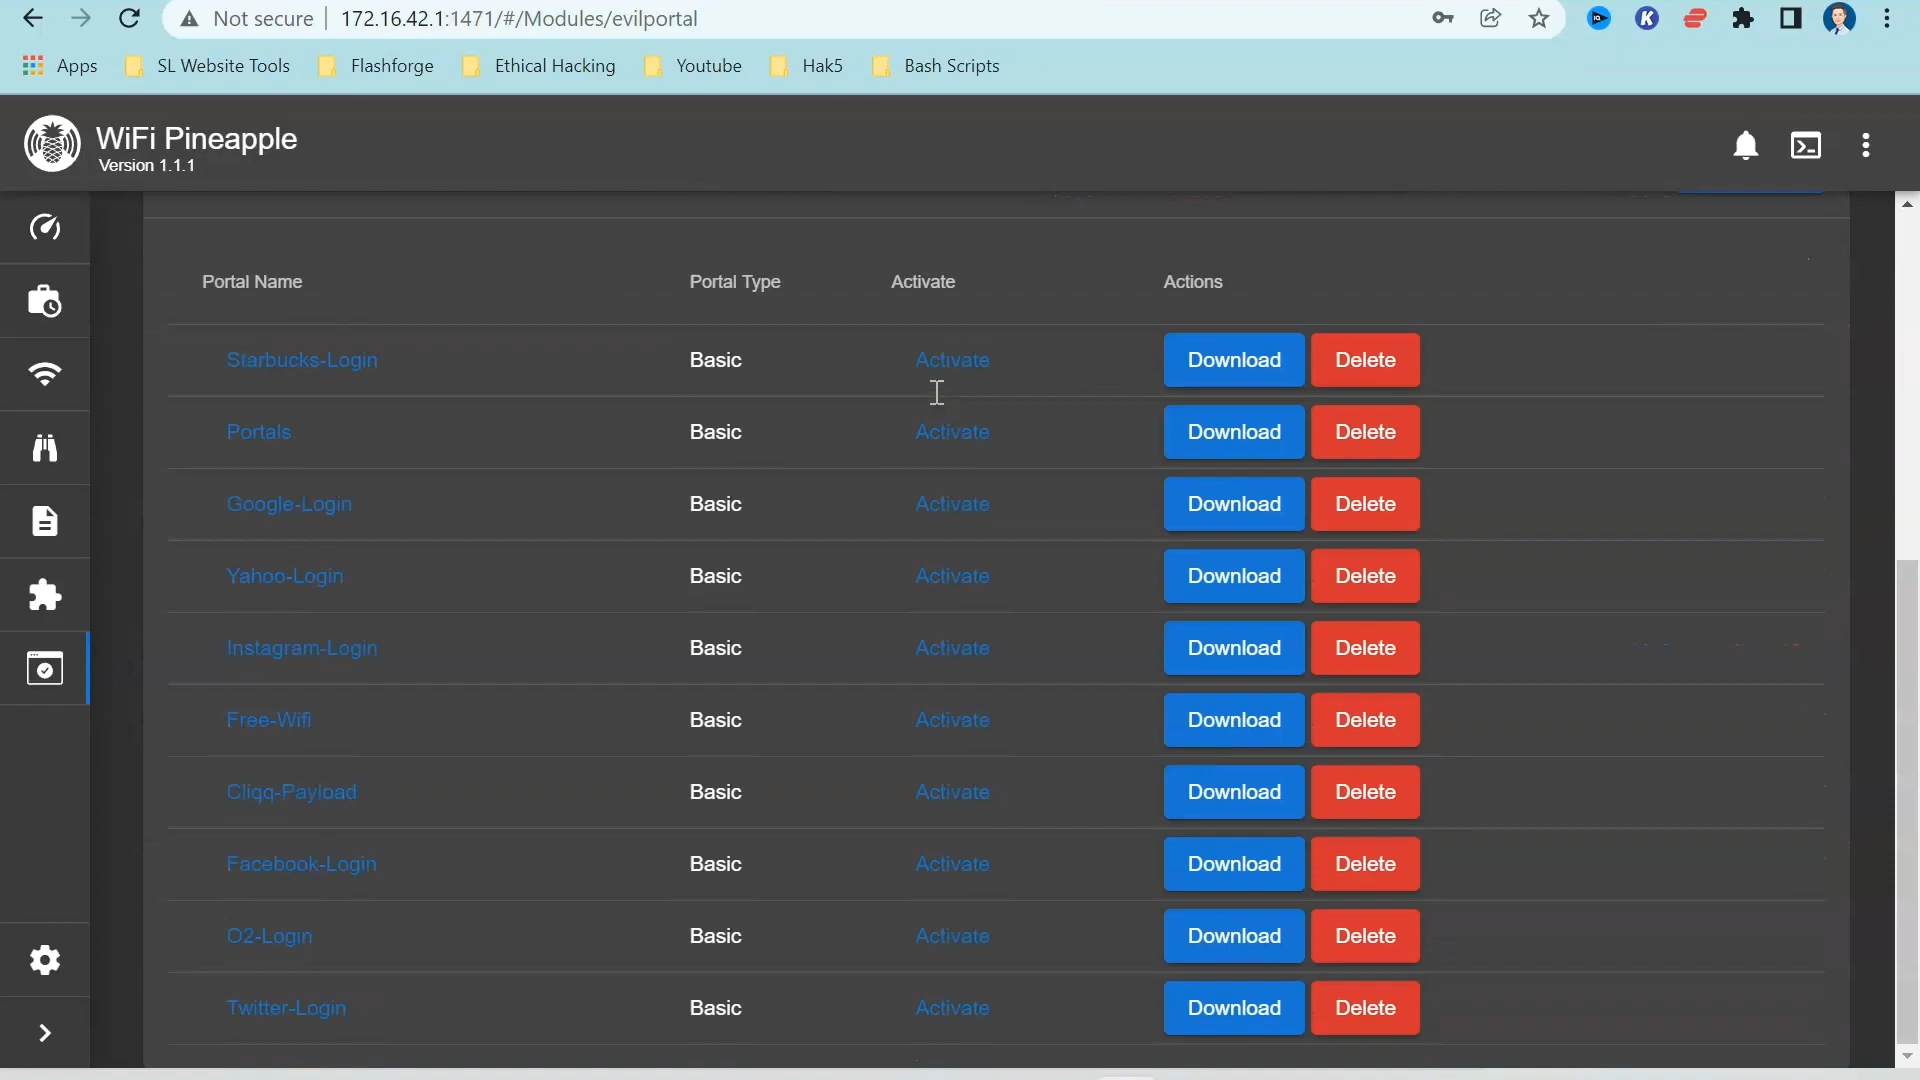 Not secure 172.16.42.1:1471/#/Modules/evilportal
Apps SL Website Tools Flashforge Ethical Hacking Youtube Hak5 Bash Scripts
WiFi Pineapple
Version 1.1.1
Portal Name Portal Type Activate Actions
Starbucks-Login Basic Activate Download Delete
Portals Basic Activate Download Delete
Google-Login Basic Activate Download Delete
Yahoo-Login Basic Activate Download Delete
Instagram-Login Basic Activate Download Delete
Free-Wifi Basic Activate Download Delete
Cliqq-Payload Basic Activate Download Delete
Facebook-Login Basic Activate Download Delete
O2-Login Basic Activate Download Delete
Twitter-Login Basic Activate Download Delete